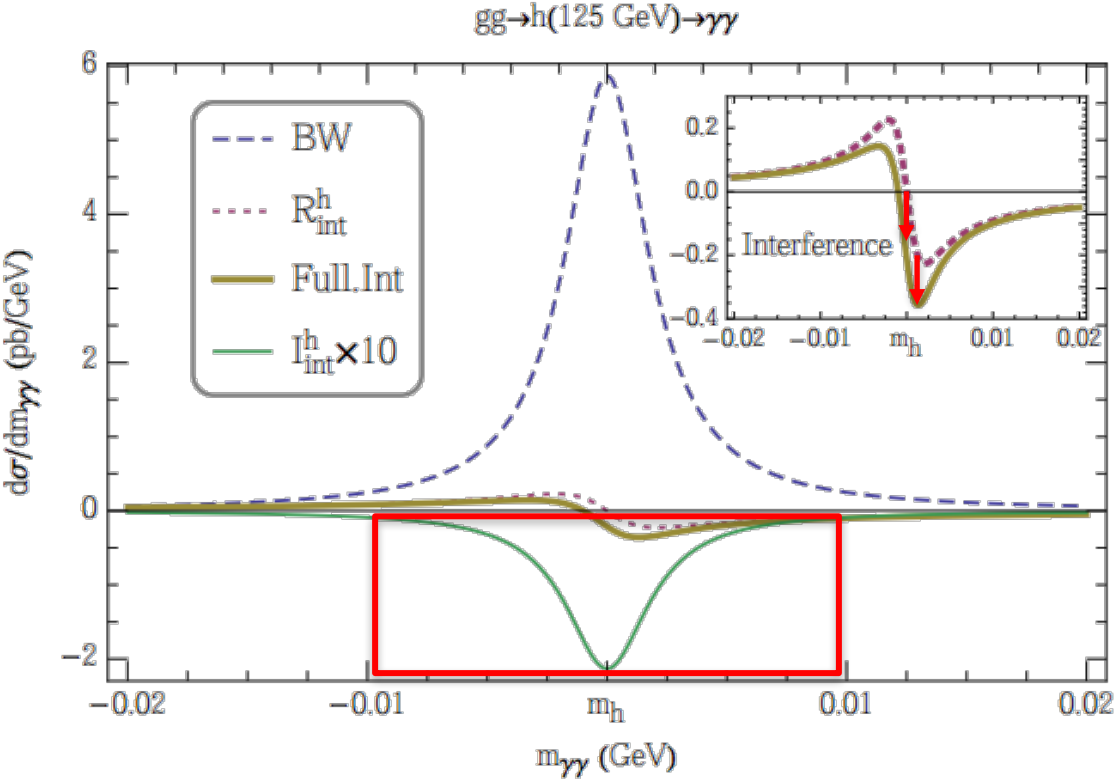 gg→h(125 GeV)→γγ
6
4
2
0
−2
dσ/dmγγ (pb/GeV)
BW
R^h_int
Full.Int
I^h_int×10
0.2
0.0
−0.2
−0.4
Interference
−0.02 −0.01 m_h 0.01 0.02
−0.02 −0.01 m_h 0.01 0.02
mγγ (GeV)